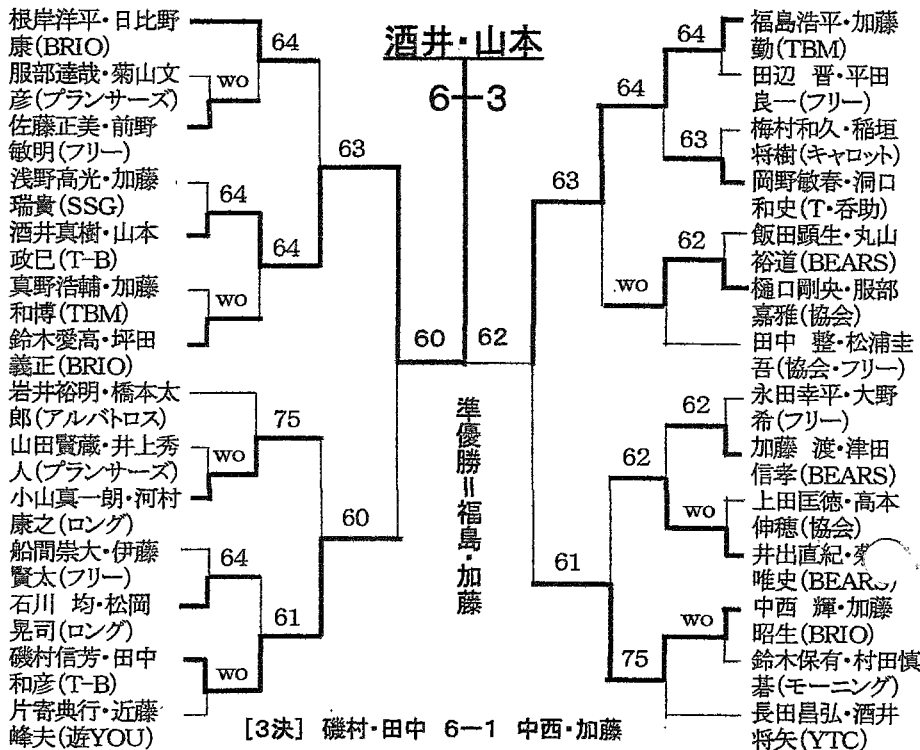 酒井・山本
6-3
根岸洋平・日比野
康(BRIO)
服部達哉・菊山文
彦(プランサーズ)
佐藤正美・前野
敏明(フリー)
浅野高光・加藤
瑞貴(SSG)
酒井真樹・山本
政巳(T-B)
真野浩輔・加藤
和博(TBM)
鈴木愛高・坪田
義正(BRIO)
岩井裕明・橋本太
郎(アルバトロス)
山田賢蔵・井上秀
人(プランサーズ)
小山真一朗・河村
康之(ロング)
船間崇大・伊藤
賢太(フリー)
石川 均・松岡
晃司(ロング)
磯村信芳・田中
和彦(T-B)
片寄典行・近藤
峰夫(遊YOU)
64
wo
63
64
64
wo
60
75
wo
60
64
61
wo
62
準優勝=福島・加藤
64
64
63
63
62
wo
62
62
wo
61
wo
75
福島浩平・加藤
勤(TBM)
田辺 晋・平田
良一(フリー)
梅村和久・稲垣
将樹(キャロット)
岡野敏春・洞口
和史(T・呑助)
飯田顕生・丸山
裕道(BEARS)
樋口剛央・服部
嘉雅(協会)
田中 整・松浦圭
吾(協会・フリー)
永田幸平・大野
希(フリー)
加藤 渡・津田
信孝(BEARS)
上田匡徳・高本
伸穂(協会)
井出直紀・
唯史(BEARS)
中西 輝・加藤
昭生(BRIO)
鈴木保有・村田慎
碁(モーニング)
長田昌弘・酒井
将矢(YTC)
[3決] 磯村・田中 6-1 中西・加藤